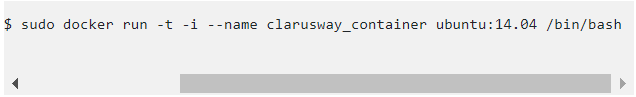 $ sudo docker run -t -i --name clarusway_container ubuntu:14.04 /bin/bash